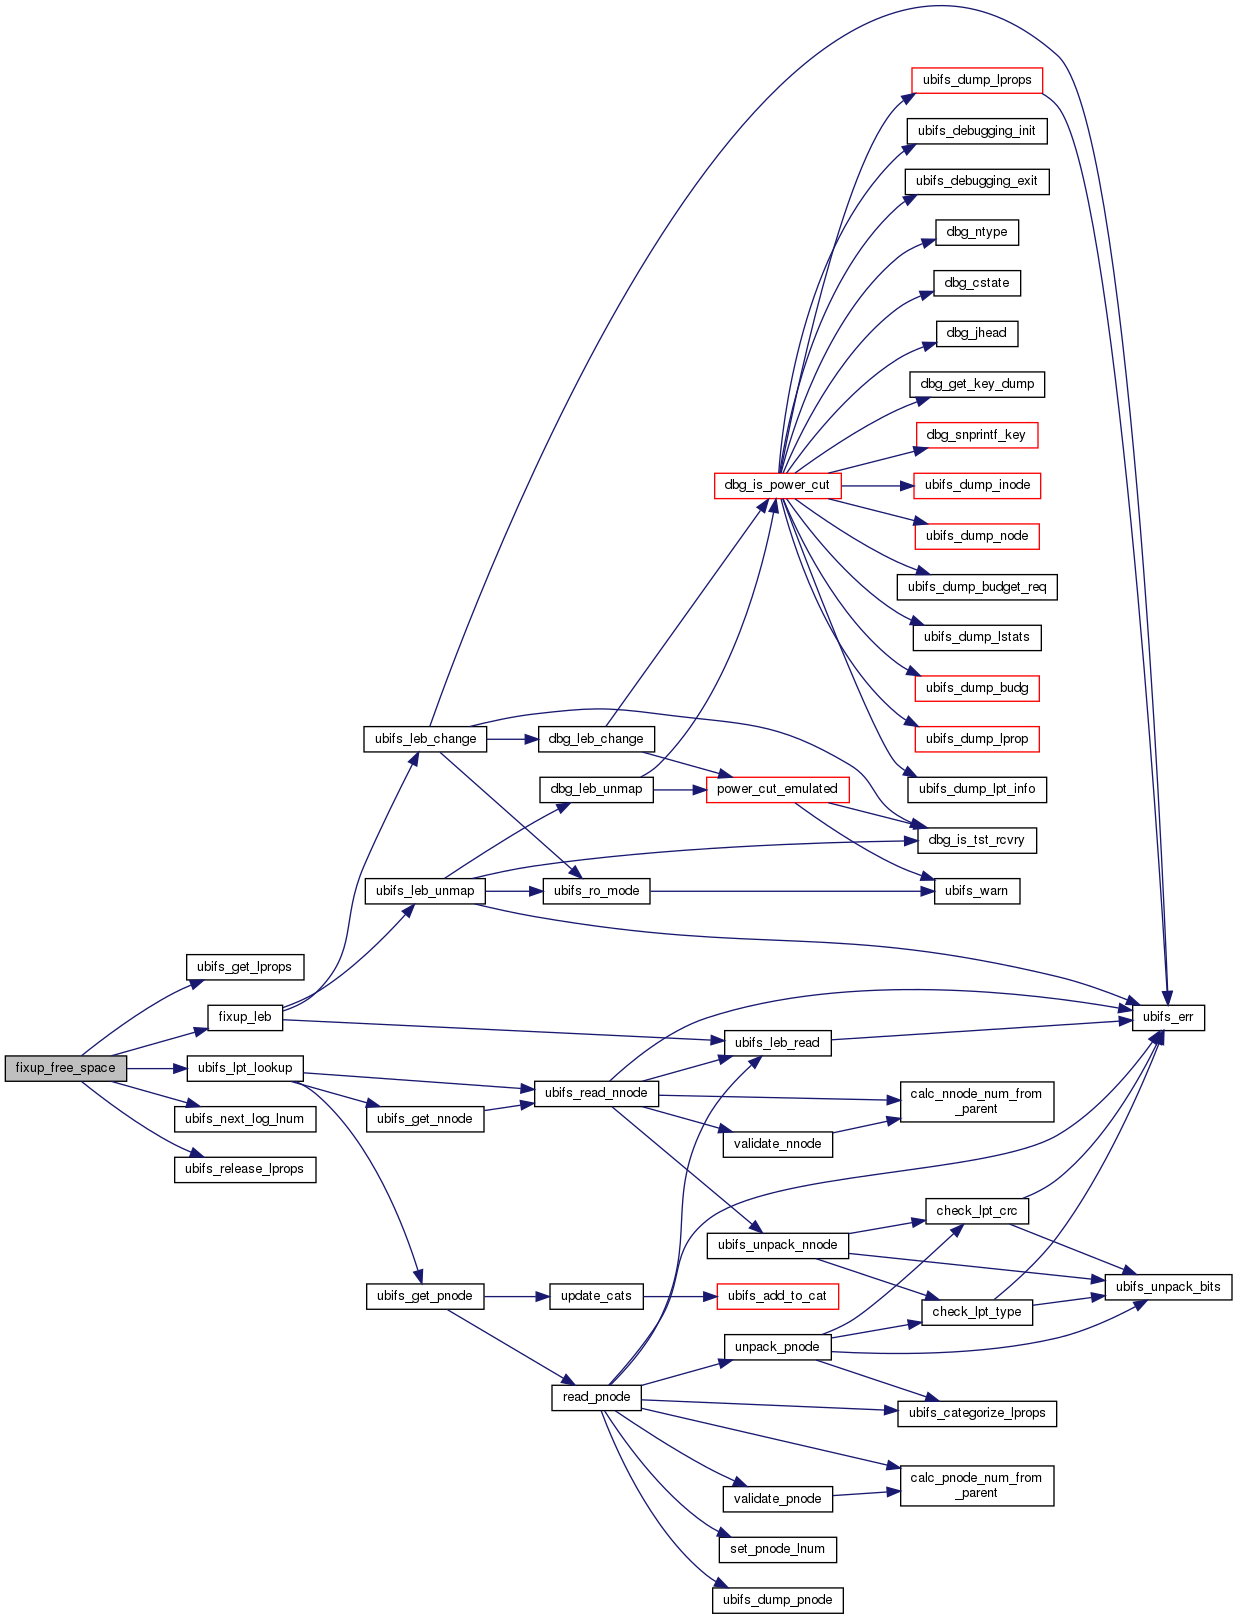 ubifs_dump_lprops
ubifs_debugging_init
ubifs_debugging_exit
dbg_ntype
dbg_cstate
dbg_jhead
dbg_get_key_dump
dbg_snprintf_key
dbg_is_power_cut
ubifs_dump_inode
ubifs_dump_node
ubifs_dump_budget_req
ubifs_dump_lstats
ubifs_dump_budg
ubifs_leb_change
dbg_leb_change
ubifs_dump_lprop
dbg_leb_unmap
power_cut_emulated
ubifs_dump_lpt_info
dbg_is_tst_rcvry
ubifs_leb_unmap
ubifs_ro_mode
ubifs_warn
ubifs_get_lprops
fixup_leb
ubifs_err
ubifs_leb_read
fixup_free_space
ubifs_lpt_lookup
ubifs_read_nnode
calc_nnode_num_from
_parent
ubifs_next_log_lnum
ubifs_get_nnode
validate_nnode
ubifs_release_lprops
check_lpt_crc
ubifs_unpack_nnode
ubifs_unpack_bits
ubifs_get_pnode
update_cats
ubifs_add_to_cat
check_lpt_type
unpack_pnode
read_pnode
ubifs_categorize_lprops
calc_pnode_num_from
_parent
validate_pnode
set_pnode_lnum
ubifs_dump_pnode